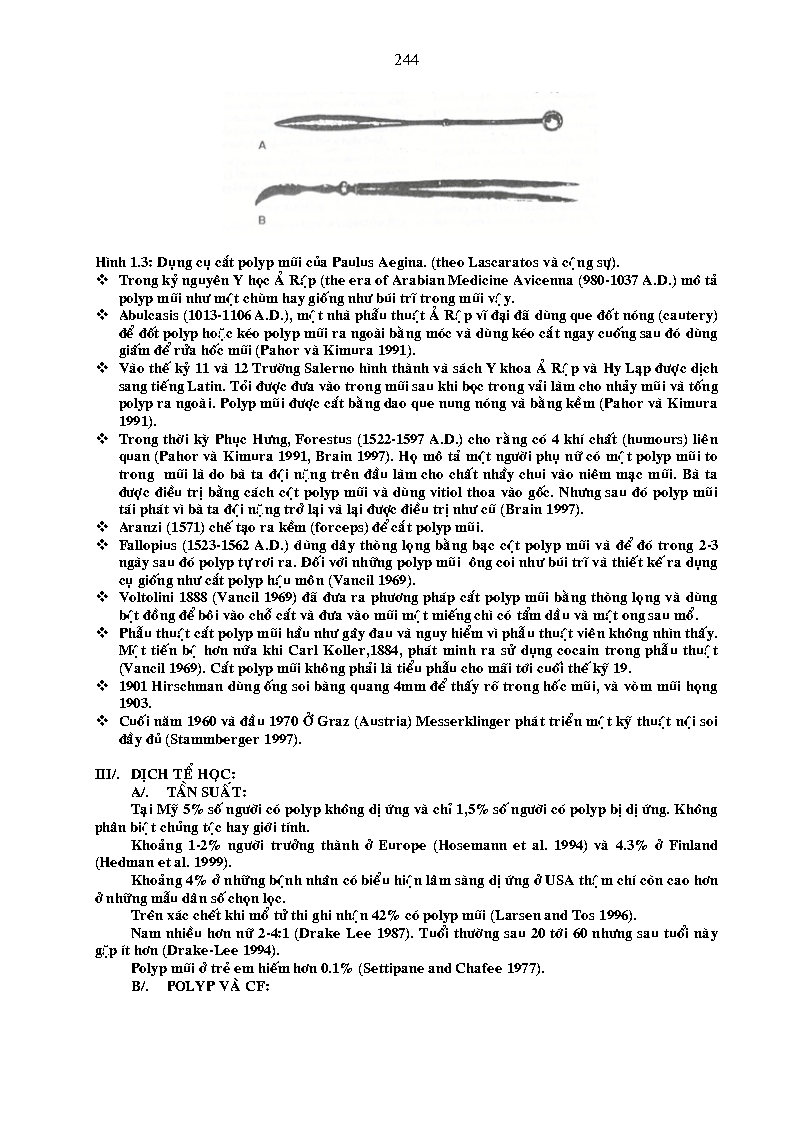 244
A
B
Hình 1.3: Dụng cụ cắt polyp mũi của Paulus Aegina. (theo Lascaratos và cộng sự).
❖ Trong kỷ nguyên Y học Ả Rập (the era of Arabian Medicine Avicenna (980-1037 A.D.) mô tả
polyp mũi như một chùm hay giống như búi trĩ trong mũi vậy.
❖ Abulcasis (1013-1106 A.D.), một nhà phẫu thuật Ả Rập vĩ đại đã dùng que đốt nóng (cautery)
để đốt polyp hoặc kéo polyp mũi ra ngoài bằng móc và dùng kéo cắt ngay cuống sau đó dùng
giấm để rửa hốc mũi (Pahor và Kimura 1991).
❖ Vào thế kỷ 11 và 12 Trường Salerno hình thành và sách Y khoa Ả Rập và Hy Lạp được dịch
sang tiếng Latin. Tỏi được đưa vào trong mũi sau khi bọc trong vải làm cho nhảy mũi và tống
polyp ra ngoài. Polyp mũi được cắt bằng dao que nung nóng và bằng kềm (Pahor và Kimura
1991).
❖ Trong thời kỳ Phục Hưng, Forestus (1522-1597 A.D.) cho rằng có 4 khí chất (humours) liên
quan (Pahor và Kimura 1991, Brain 1997). Họ mô tả một người phụ nữ có một polyp mũi to
trong mũi là do bà ta đội nặng trên đầu làm cho chất nhầy chui vào niêm mạc mũi. Bà ta
được điều trị bằng cách cột polyp mũi và dùng vitiol thoa vào gốc. Nhưng sau đó polyp mũi
tái phát vì bà ta đội nặng trở lại và lại được điều trị như cũ (Brain 1997).
❖ Aranzi (1571) chế tạo ra kềm (forceps) để cắt polyp mũi.
❖ Fallopius (1523-1562 A.D.) dùng dây thòng lọng bằng bạc cột polyp mũi và để đó trong 2-3
ngày sau đó polyp tự rơi ra. Đối với những polyp mũi ông coi như búi trĩ và thiết kế ra dụng
cụ giống như cắt polyp hậu môn (Vancil 1969).
❖ Voltolini 1888 (Vancil 1969) đã đưa ra phương pháp cắt polyp mũi bằng thòng lọng và dùng
bột đồng để bôi vào chỗ cắt và đưa vào mũi một miếng chì có tẩm dầu và mật ong sau mổ.
❖ Phẫu thuật cắt polyp mũi hầu như gây đau và nguy hiểm vì phẫu thuật viên không nhìn thấy.
Một tiến bộ hơn nữa khi Carl Koller,1884, phát minh ra sử dụng cocain trong phẫu thuật
(Vancil 1969). Cắt polyp mũi không phải là tiểu phẫu cho mãi tới cuối thế kỷ 19.
❖ 1901 Hirschman dùng ống soi bàng quang 4mm để thấy rõ trong hốc mũi, và vòm mũi họng
1903.
❖ Cuối năm 1960 và đầu 1970 Ở Graz (Austria) Messerklinger phát triển một kỹ thuật nội soi
đầy đủ (Stammberger 1997).
III/. DỊCH TỂ HỌC:
A/. TẦN SUẤT:
Tại Mỹ 5% số người có polyp không dị ứng và chỉ 1,5% số người có polyp bị dị ứng. Không
phân biệt chủng tộc hay giới tính.
Khoảng 1-2% người trưởng thành ở Europe (Hosemann et al. 1994) và 4.3% ở Finland
(Hedman et al. 1999).
Khoảng 4% ở những bệnh nhân có biểu hiện lâm sàng dị ứng ở USA thậm chí còn cao hơn
ở những mẫu dân số chọn lọc.
Trên xác chết khi mổ tử thi ghi nhận 42% có polyp mũi (Larsen and Tos 1996).
Nam nhiều hơn nữ 2-4:1 (Drake Lee 1987). Tuổi thường sau 20 tới 60 nhưng sau tuổi này
gặp ít hơn (Drake-Lee 1994).
Polyp mũi ở trẻ em hiếm hơn 0.1% (Settipane and Chafee 1977).
B/. POLYP VÀ CF: